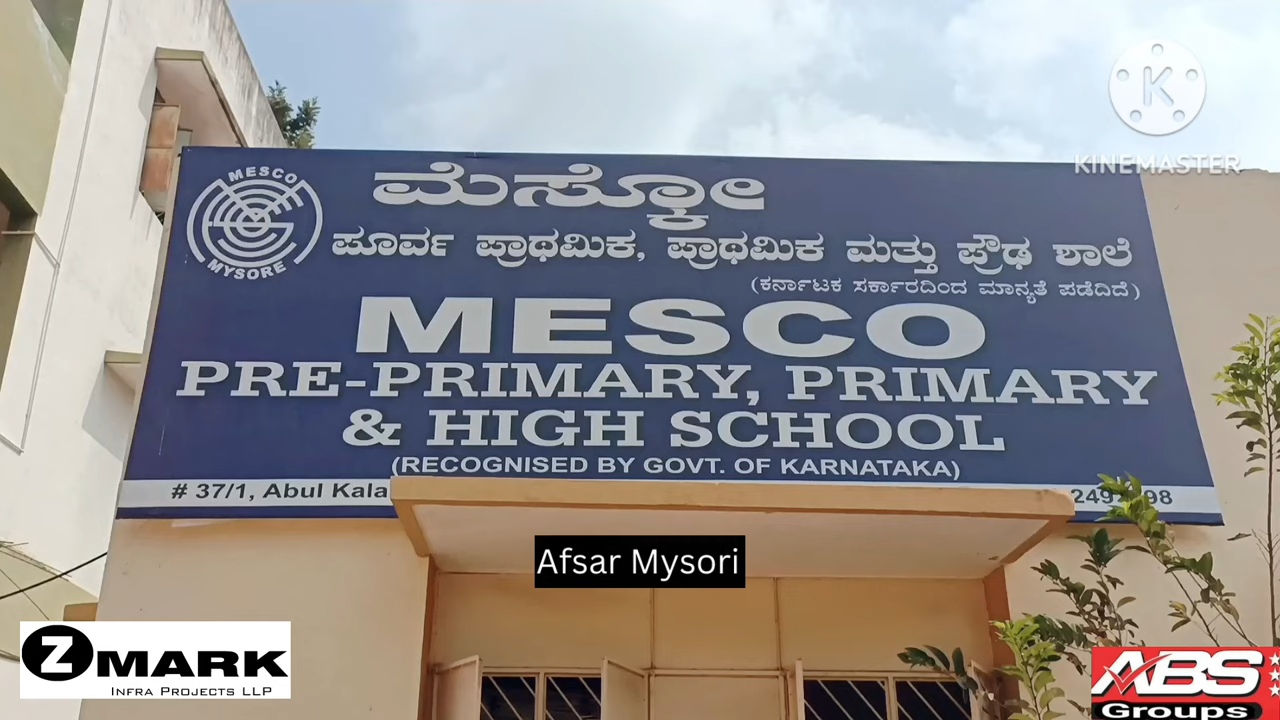 KINEMASTER
MESCO
MYSORE
ಮೆಸ್ಕೋ
ಪೂರ್ವ ಪ್ರಾಥಮಿಕ, ಪ್ರಾಥಮಿಕ ಮತ್ತು ಪ್ರೌಢ ಶಾಲೆ
(ಕರ್ನಾಟಕ ಸರ್ಕಾರದಿಂದ ಮಾನ್ಯತೆ ಪಡೆದಿದೆ)
MESCO
PRE-PRIMARY, PRIMARY
& HIGH SCHOOL
(RECOGNISED BY GOVT. OF KARNATAKA)
# 37/1, Abul
Afsar Mysori
Z MARK
INFRA PROJECTS LLP
ABS
Groups